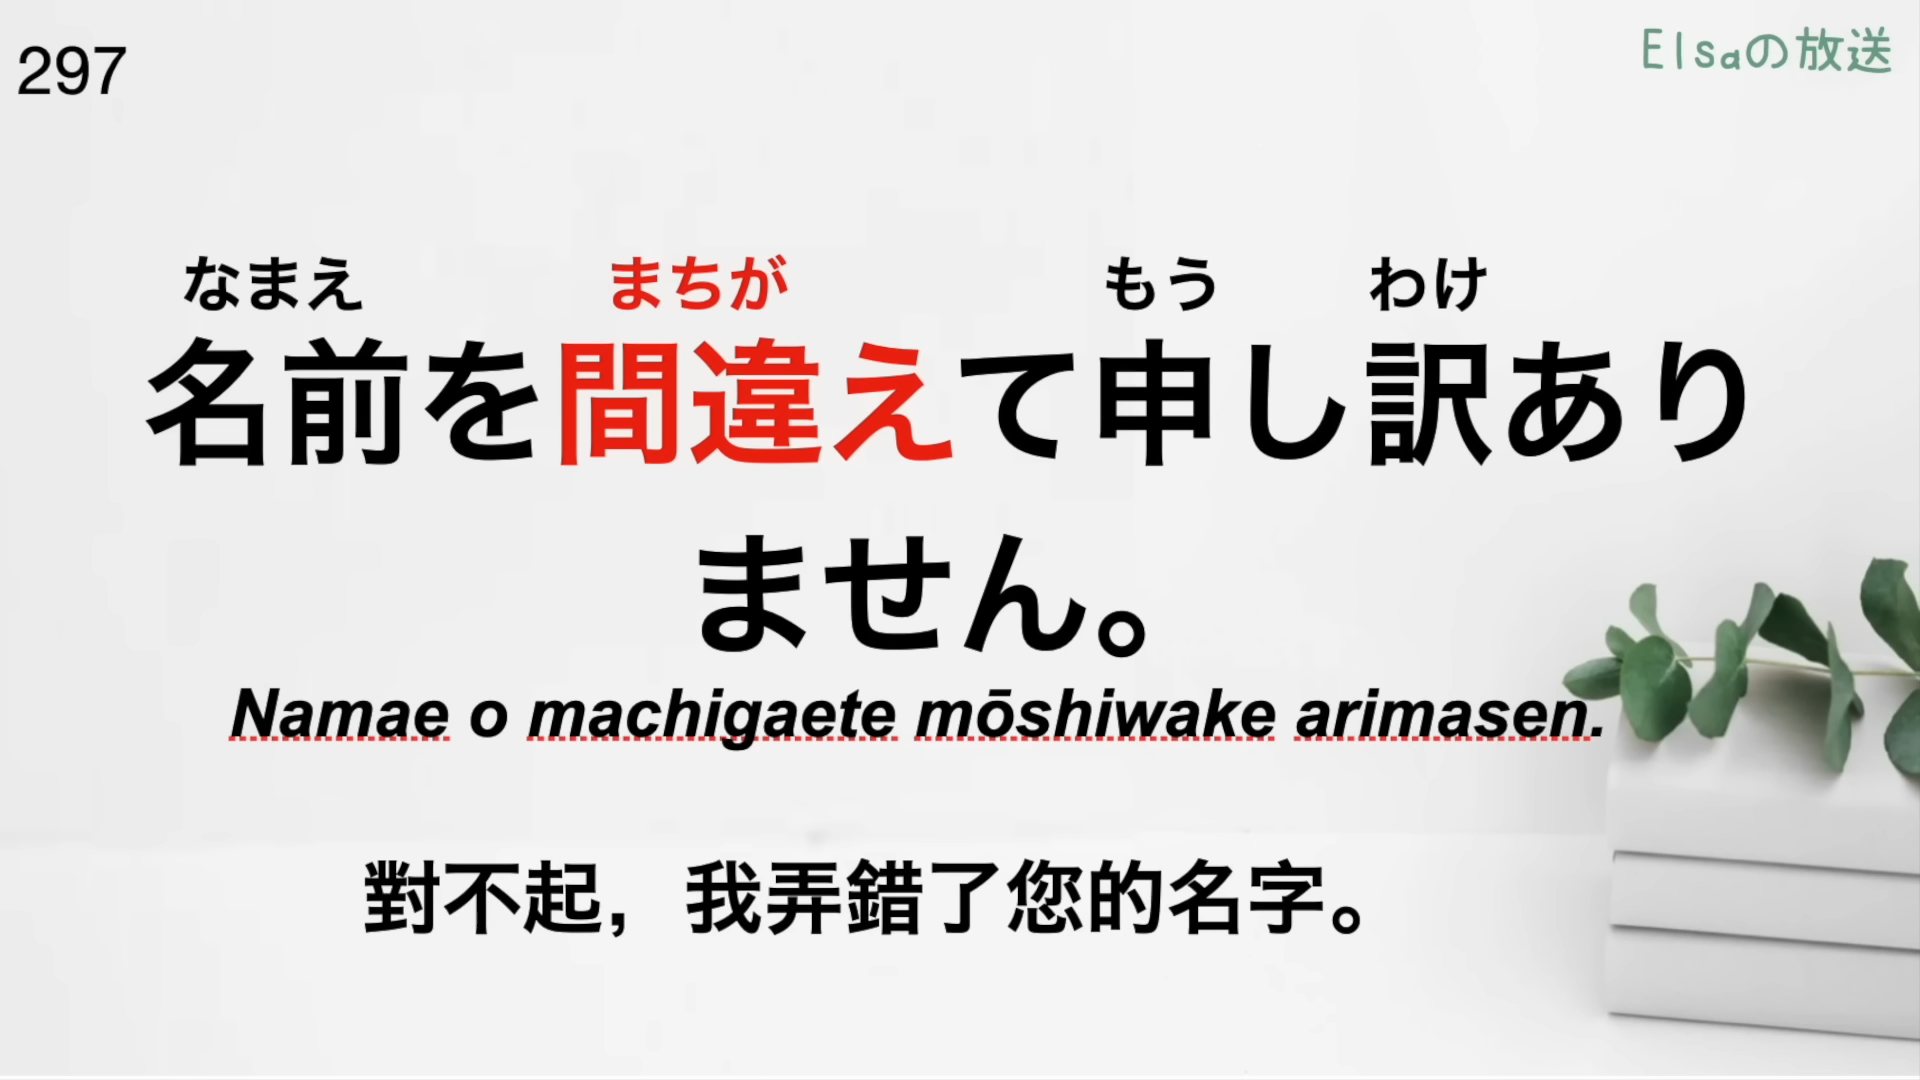 297
Elsaの放送
なまえ まちが もう わけ
名前を間違えて申し訳あり
ません。
Namae o machigaete mōshiwake arimasen.
對不起，我弄錯了您的名字。